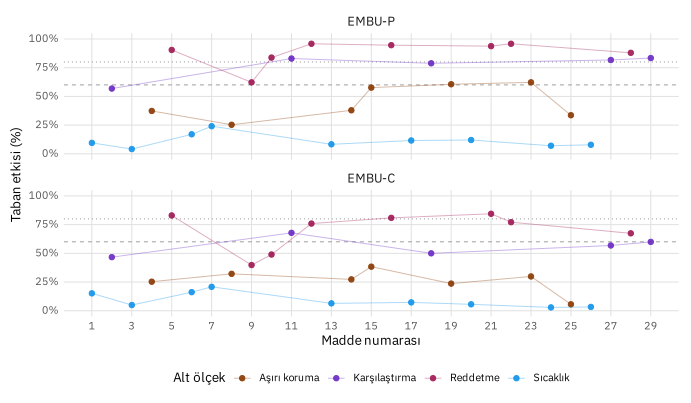 EMBU-P
100%
75%
50%
25%
0%
EMBU-C
100%
75%
50%
25%
0%
1 3 5 7 9 11 13 15 17 19 21 23 25 27 29
Madde numarası
Taban etkisi (%)
Alt ölçek Aşırı koruma Karşılaştırma Reddetme Sıcaklık